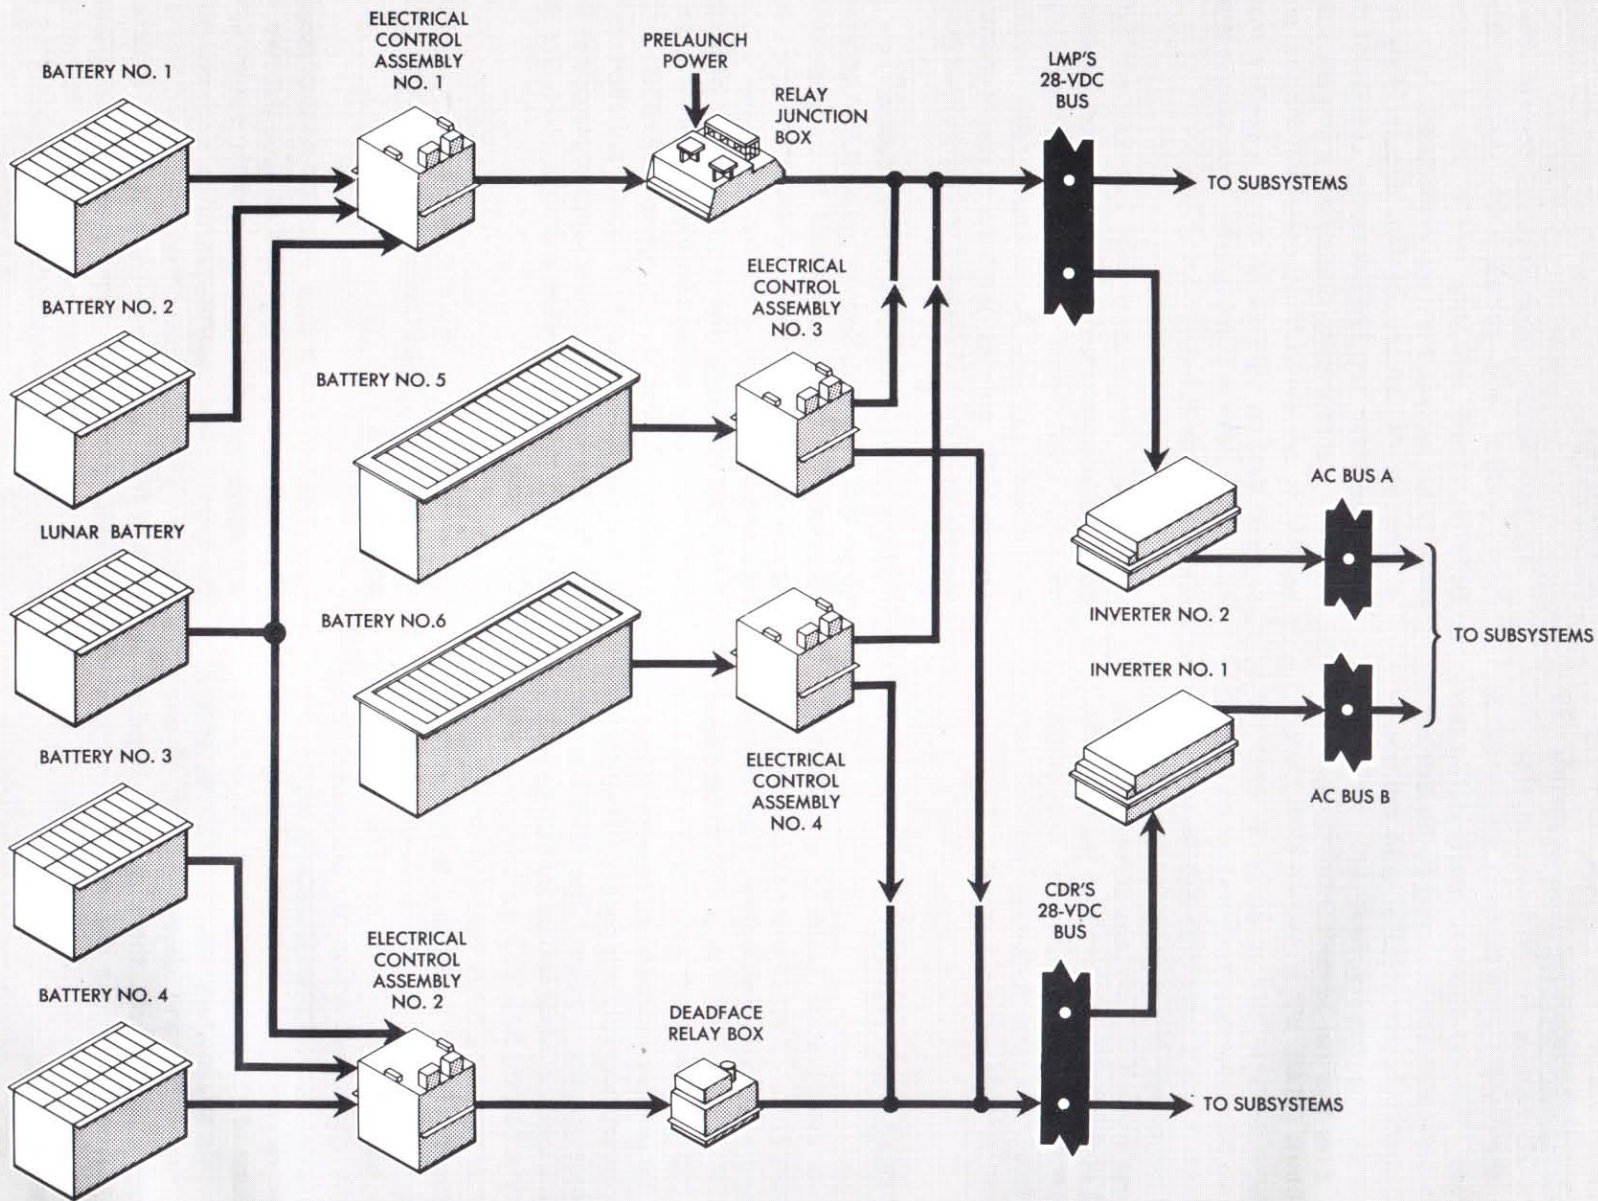 ELECTRICAL
CONTROL
ASSEMBLY
NO. 1
PRELAUNCH
POWER
LMP'S
28-VDC
BUS
BATTERY NO. 1
RELAY
JUNCTION
BOX
TO SUBSYSTEMS
BATTERY NO. 2
ELECTRICAL
CONTROL
ASSEMBLY
NO. 3
BATTERY NO. 5
AC BUS A
LUNAR BATTERY
BATTERY NO.6
INVERTER NO. 2
TO SUBSYSTEMS
INVERTER NO. 1
BATTERY NO. 3
ELECTRICAL
CONTROL
ASSEMBLY
NO. 4
AC BUS B
CDR'S
28-VDC
BUS
ELECTRICAL
CONTROL
ASSEMBLY
NO. 2
BATTERY NO. 4
DEADFACE
RELAY BOX
TO SUBSYSTEMS